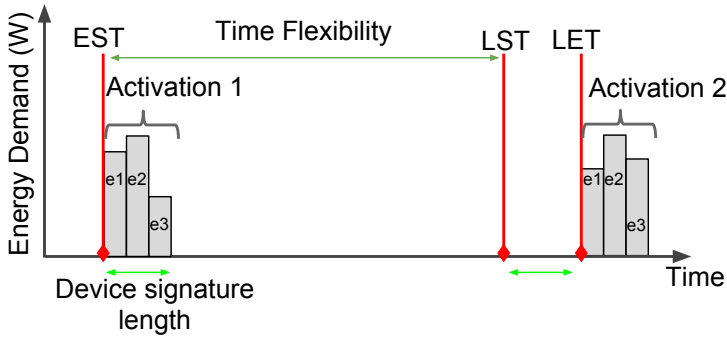 EST
Time Flexibility
LST
LET
Energy Demand (W)
Activation 1
Activation 2
e1
e2
e3
e1
e2
e3
Time
Device signature
length